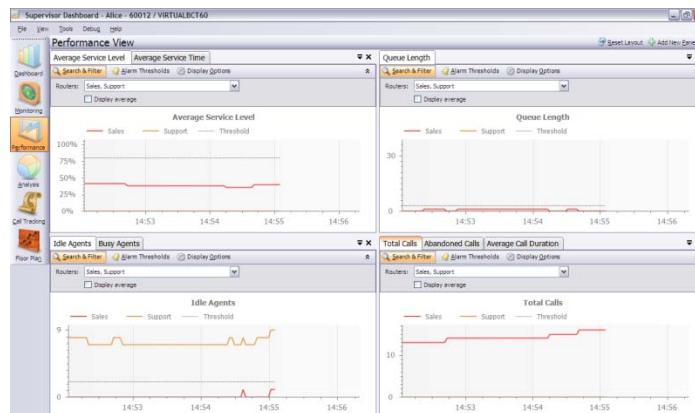 Supervisor Dashboard - Alice - 60012 / VIRTUALBCT60
File View Tools Debug Help
Performance View
Reset Layout Add New Pane
Dashboard
Monitoring
Performance
Analysis
Call Tracking
Floor Plan
Average Service Level Average Service Time
Search & Filter Alarm Thresholds Display Options
Routers: Sales, Support
Display average
Average Service Level
Sales Support Threshold
100%
75%
50%
25%
0%
14:53 14:54 14:55 14:56
Queue Length
Search & Filter Alarm Thresholds Display Options
Routers: Sales, Support
Display average
Queue Length
Sales Support Threshold
30
0
14:53 14:54 14:55 14:56
Idle Agents Busy Agents
Search & Filter Alarm Thresholds Display Options
Routers: Sales, Support
Display average
Idle Agents
Sales Support Threshold
9
0
14:53 14:54 14:55 14:56
Total Calls Abandoned Calls Average Call Duration
Search & Filter Alarm Thresholds Display Options
Routers: Sales, Support
Display average
Total Calls
Sales Support Threshold
10
0
14:53 14:54 14:55 14:56